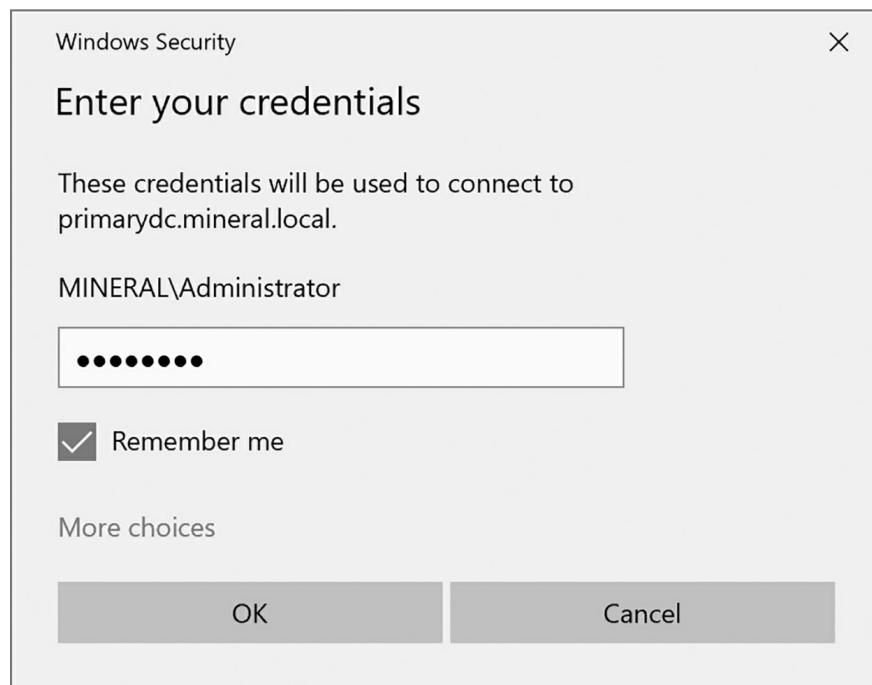 Windows Security
Enter your credentials
These credentials will be used to connect to
primarydc.mineral.local.
MINERAL\Administrator
••••••••
Remember me
More choices
OK
Cancel